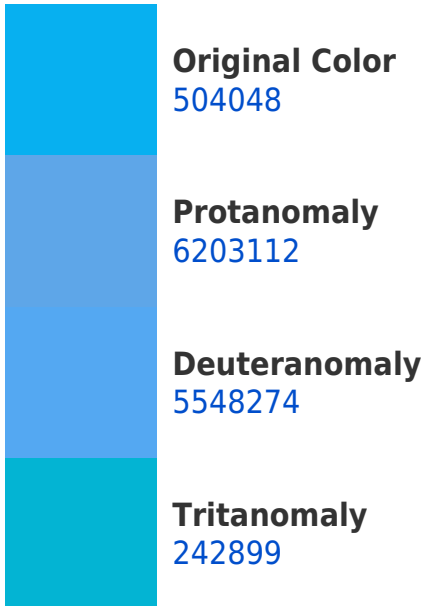 Original Color
504048
Protanomaly
6203112
Deuteranomaly
5548274
Tritanomaly
242899